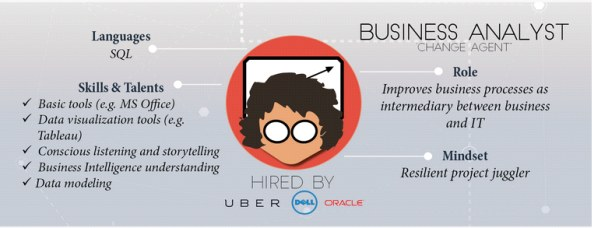 Languages
SQL
Skills & Talents
✓ Basic tools (e.g. MS Office)
✓ Data visualization tools (e.g.
Tableau)
✓ Conscious listening and storytelling
✓ Business Intelligence understanding
✓ Data modeling
BUSINESS ANALYST
"CHANGE AGENT"
Role
Improves business processes as
intermediary between business
and IT
Mindset
Resilient project juggler
HIRED BY
UBER DELL ORACLE